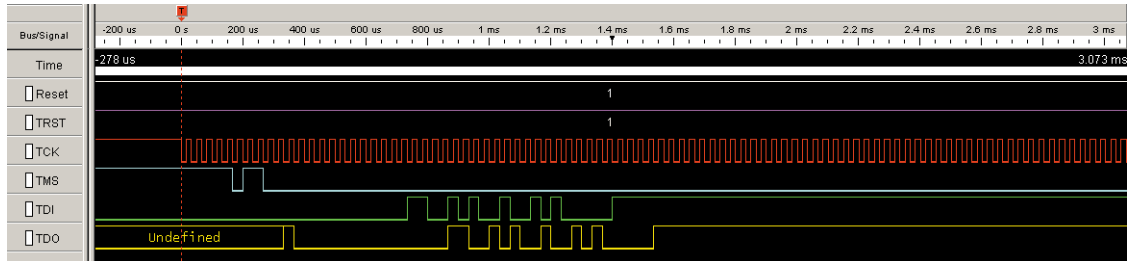 T
Bus/Signal -200 us 0 s 200 us 400 us 600 us 800 us 1 ms 1.2 ms 1.4 ms 1.6 ms 1.8 ms 2 ms 2.2 ms 2.4 ms 2.6 ms 2.8 ms 3 ms
Time -278 us 3.073 ms
Reset 1
TRST 1
TCK
TMS
TDI
TDO Undefined